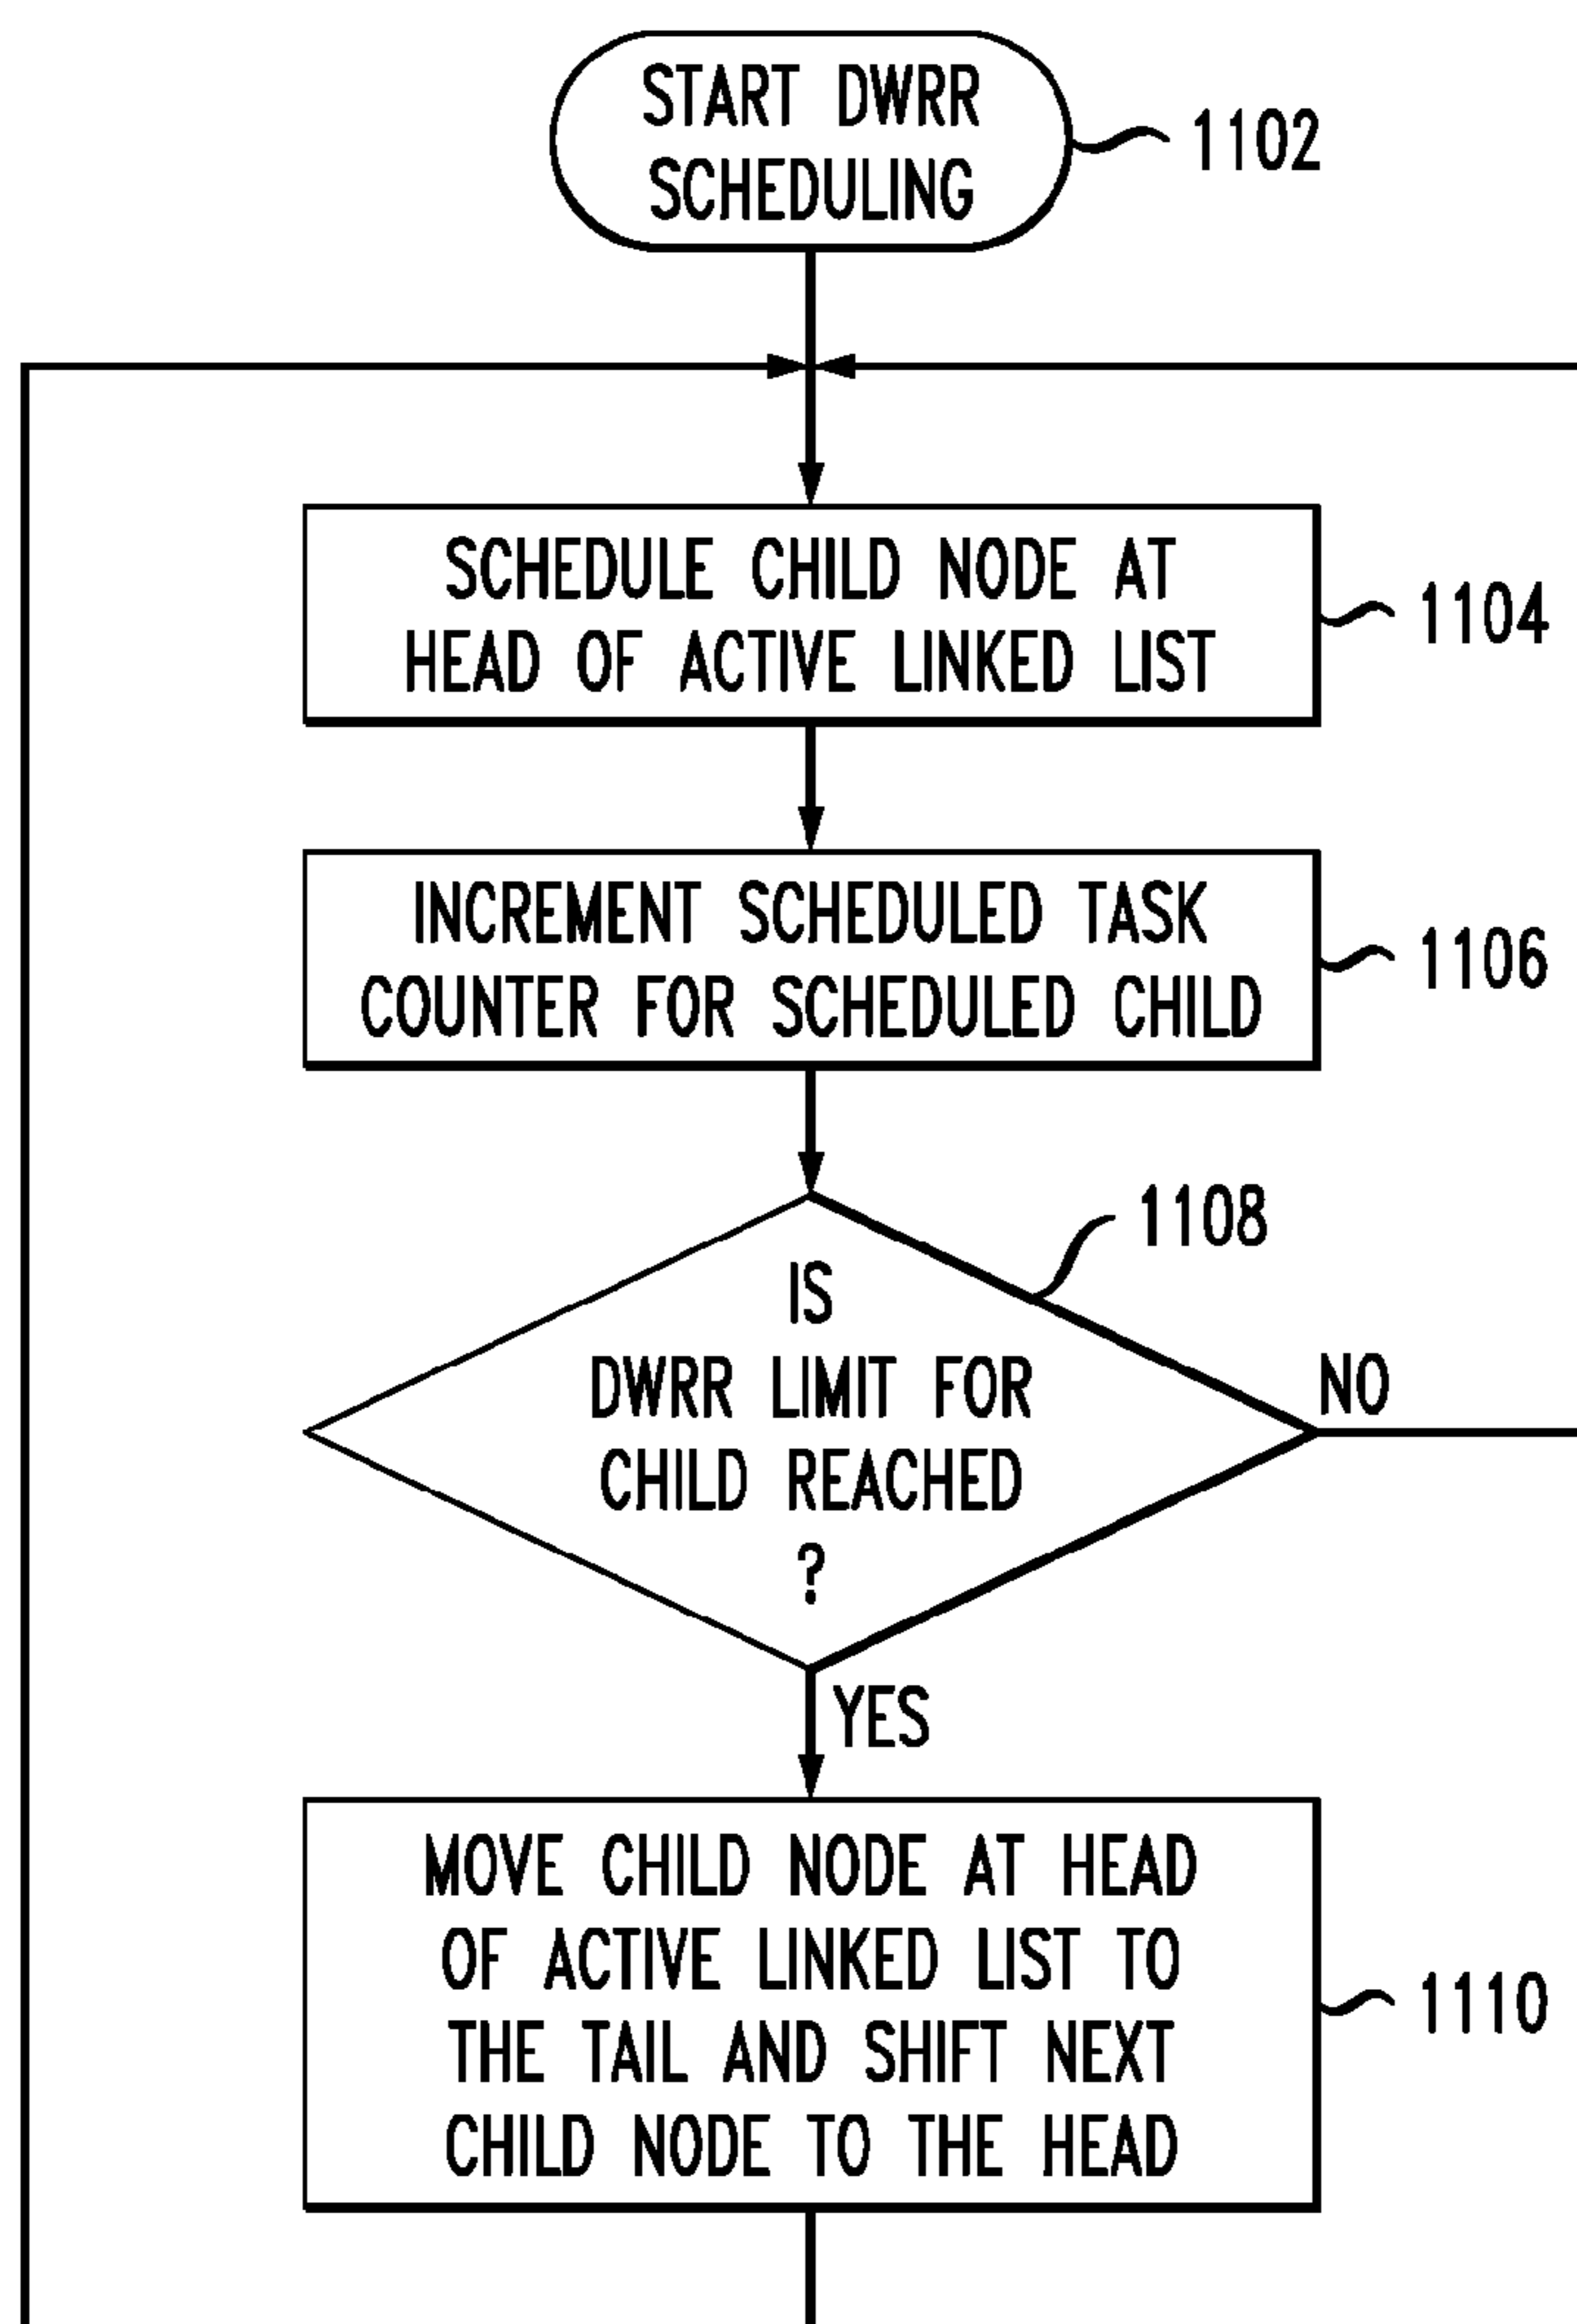 START DWRR
SCHEDULING
1102
SCHEDULE CHILD NODE AT
HEAD OF ACTIVE LINKED LIST
1104
INCREMENT SCHEDULED TASK
COUNTER FOR SCHEDULED CHILD
1106
1108
IS
DWRR LIMIT FOR
CHILD REACHED
?
NO
YES
MOVE CHILD NODE AT HEAD
OF ACTIVE LINKED LIST TO
THE TAIL AND SHIFT NEXT
CHILD NODE TO THE HEAD
1110